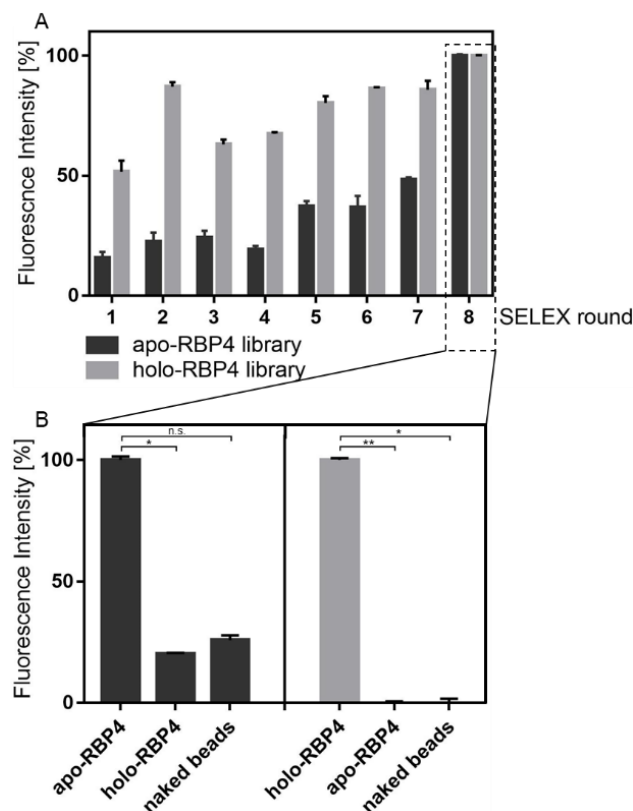 A
Fluorescnce Intensity [%]
100
50
0
1 2 3 4 5 6 7 8 SELEX round
apo-RBP4 library
holo-RBP4 library
B
Fluorescence Intensity [%]
100
50
0
n.s.
*
*
**
apo-RBP4
holo-RBP4
naked beads
holo-RBP4
apo-RBP4
naked beads